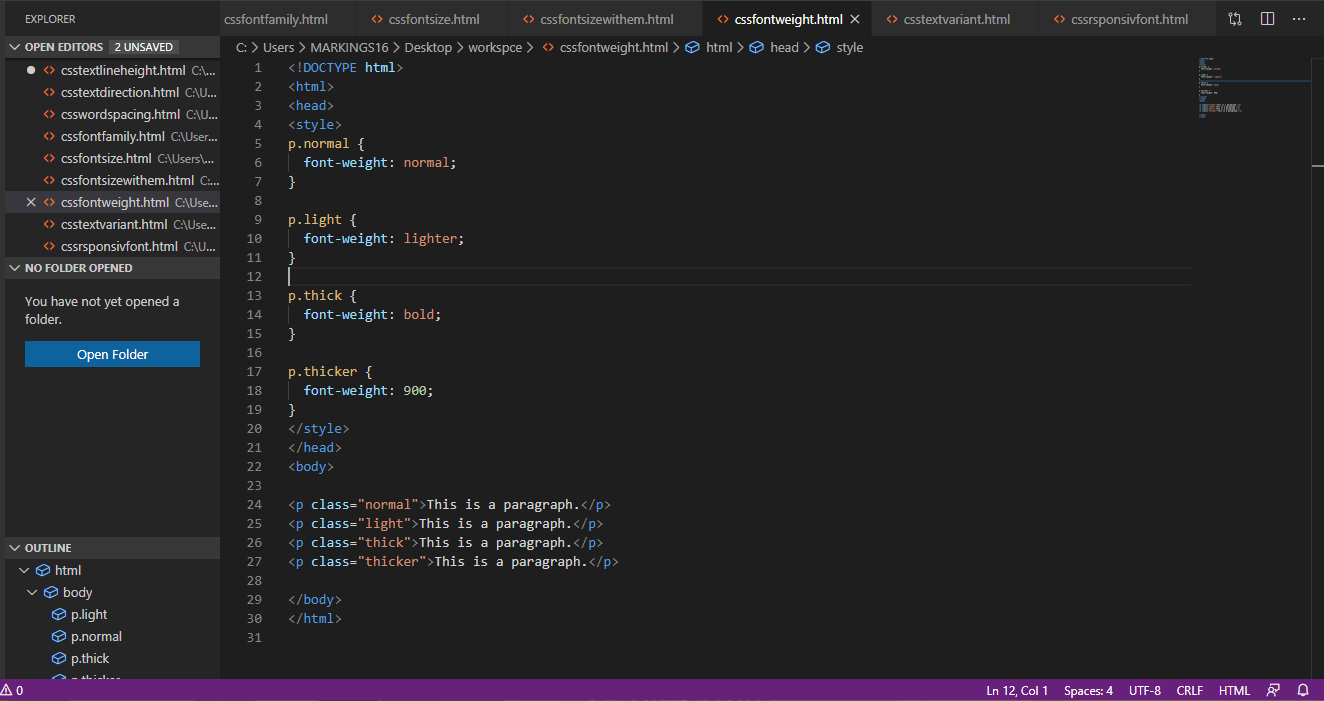 EXPLORER
cssfontfamily.html
cssfontsize.html
cssfontsizewithem.html
cssfontweight.html
csstextvariant.html
cssrsponsivfont.html
OPEN EDITORS 2 UNSAVED
csstextlineheight.html C:\...
csstextdirection.html C:\U...
csswordspacing.html C:\U...
cssfontfamily.html C:\User...
cssfontsize.html C:\Users\...
cssfontsizewithem.html C:...
cssfontweight.html C:\Use...
csstextvariant.html C:\Use...
cssrsponsivfont.html C:\U...
NO FOLDER OPENED
You have not yet opened a
folder.
Open Folder
OUTLINE
html
body
p.light
p.normal
p.thick
C: > Users > MARKINGS16 > Desktop > workspce > cssfontweight.html > html > head > style
1 <!DOCTYPE html>
2 <html>
3 <head>
4 <style>
5 p.normal {
6 font-weight: normal;
7 }
8
9 p.light {
10 font-weight: lighter;
11 }
12
13 p.thick {
14 font-weight: bold;
15 }
16
17 p.thicker {
18 font-weight: 900;
19 }
20 </style>
21 </head>
22 <body>
23
24 <p class="normal">This is a paragraph.</p>
25 <p class="light">This is a paragraph.</p>
26 <p class="thick">This is a paragraph.</p>
27 <p class="thicker">This is a paragraph.</p>
28
29 </body>
30 </html>
31
0
Ln 12, Col 1 Spaces: 4 UTF-8 CRLF HTML